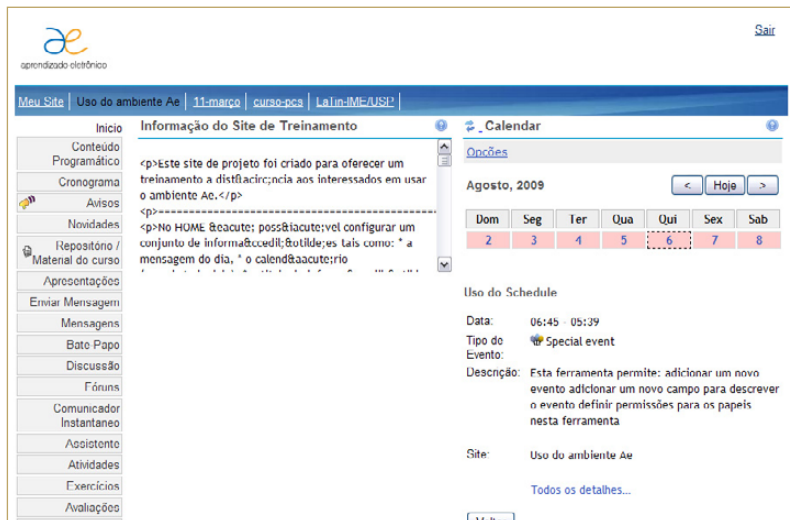 Sair
aprendizado eletrônico
Meu Site | Uso do ambiente Ae | 11-março | curso-pcs | LaTin-IME/USP |
Inicio
Conteúdo
Programático
Cronograma
Avisos
Novidades
Repositório /
Material do curso
Apresentações
Enviar Mensagem
Mensagens
Bate Papo
Discussão
Fóruns
Comunicador
Instantaneo
Assistente
Atividades
Exercícios
Avaliações
Informação do Site de Treinamento
<p>Este site de projeto foi criado para oferecer um
treinamento a dist&acirc;ncia aos interessados em usar
o ambiente Ae.</p>
<p>=====================================
<p>No HOME &eacute; poss&iacute;vel configurar um
conjunto de informa&ccedil;&otilde;es tais como: * a
mensagem do dia, * o calend&aacute;rio
Calendar
Opções
Agosto, 2009
< Hoje >
Dom Seg Ter Qua Qui Sex Sab
2 3 4 5 6 7 8
Uso do Schedule
Data: 06:45 - 05:39
Tipo de
Evento: Special event
Descrição: Esta ferramenta permite: adicionar um novo
evento adicionar um novo campo para descrever
o evento definir permissões para os papeis
nesta ferramenta
Site: Uso do ambiente Ae
Todos os detalhes...